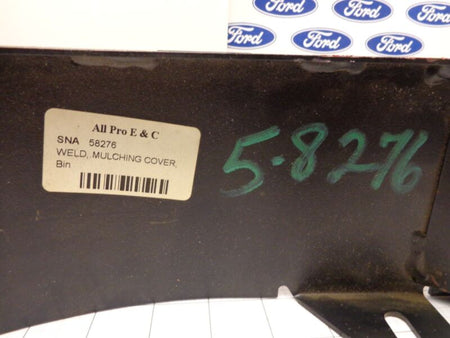 Ford Ford Ford
Ford Ford Ford
All Pro E & C
SNA 58276
WELD, MULCHING COVER,
Bin
5-8276